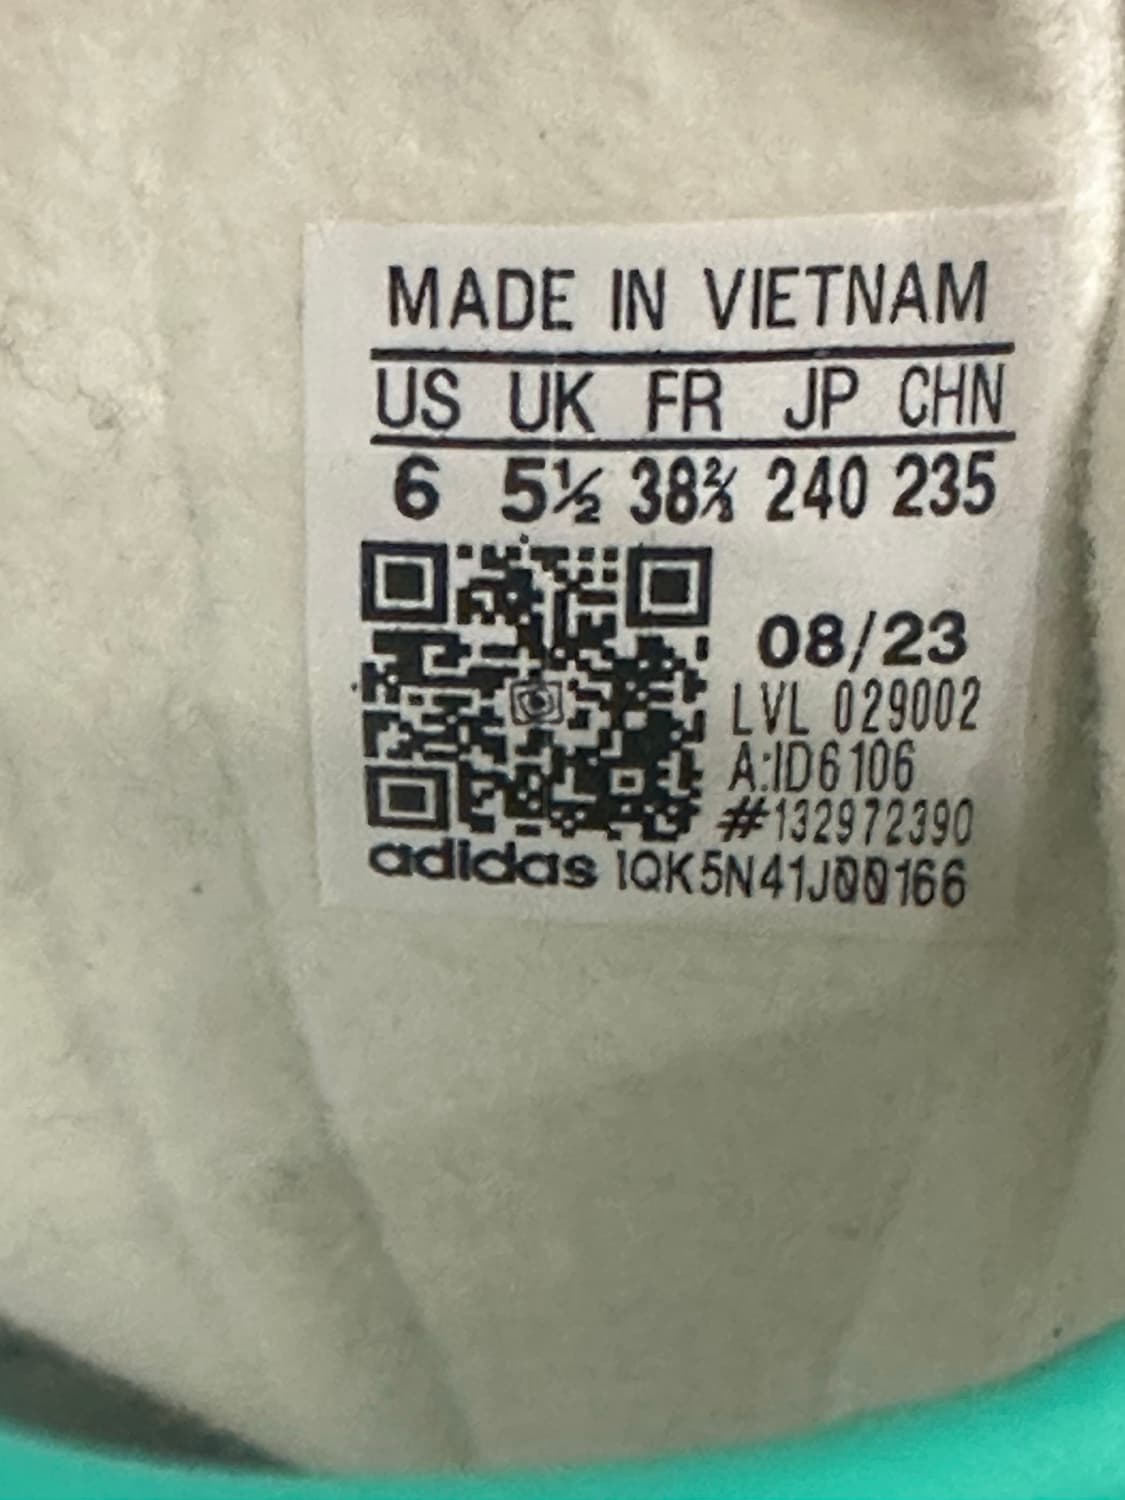 MADE IN VIETNAM
US UK FR JP CHN
6 5½ 38⅔ 240 235
08/23
LVL 029002
A:ID6106
#132972390
adidas 1QK5N41J00166